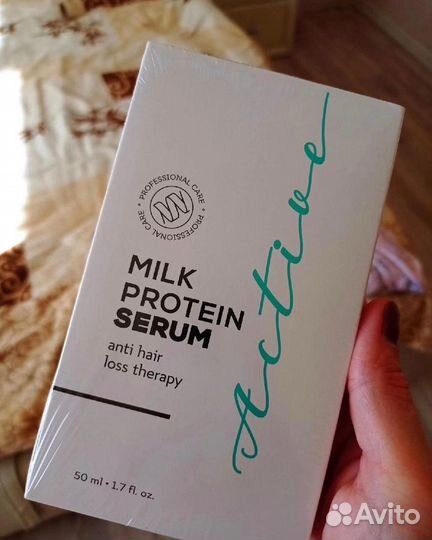 PROFESSIONAL CARE • PROFESSIONAL CARE •
MILK
PROTEIN
SERUM
anti hair
loss therapy
Active
50 ml • 1.7 fl. oz.
Avito